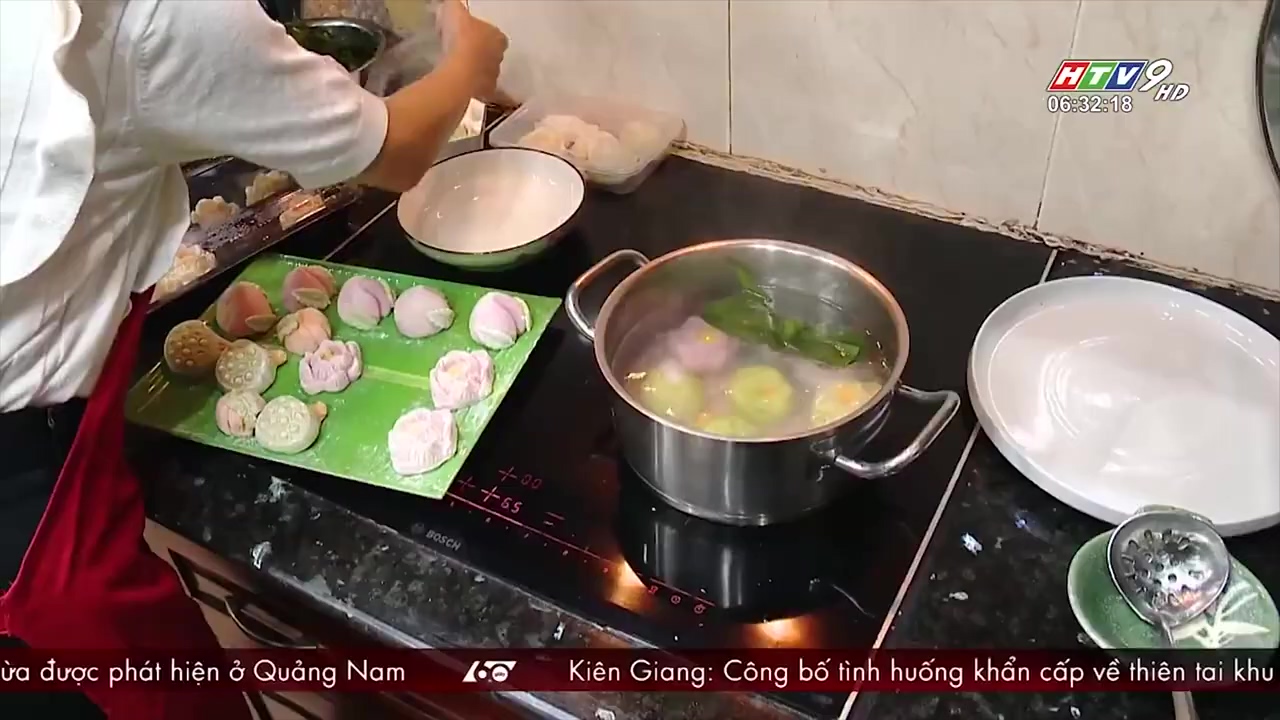 HTV9 HD
06:32:18
BOSCH
ừa được phát hiện ở Quảng Nam 60 Kiên Giang: Công bố tình huống khẩn cấp về thiên tai khu